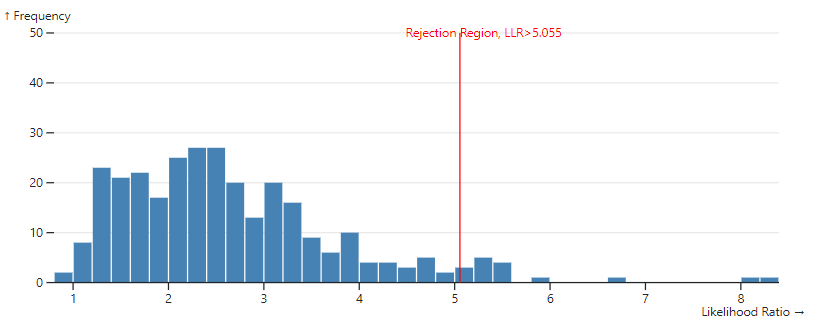 ↑ Frequency
Rejection Region, LLR>5.055
50
40
30
20
10
0
1 2 3 4 5 6 7 8
Likelihood Ratio →